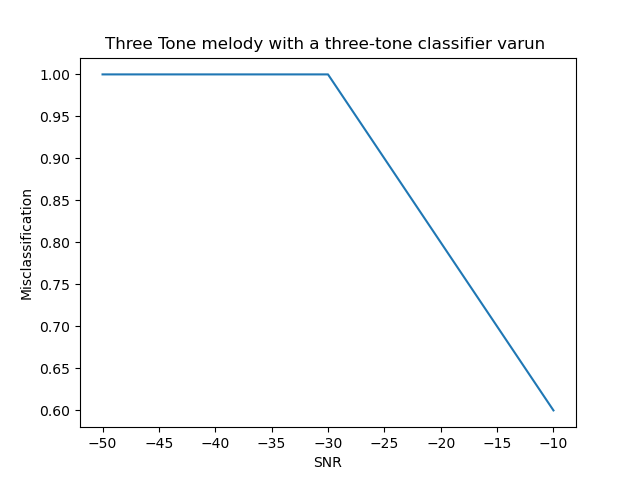 Three Tone melody with a three-tone classifier varun
1.00
0.95
0.90
0.85
0.80
0.75
0.70
0.65
0.60
Misclassification
−50 −45 −40 −35 −30 −25 −20 −15 −10
SNR